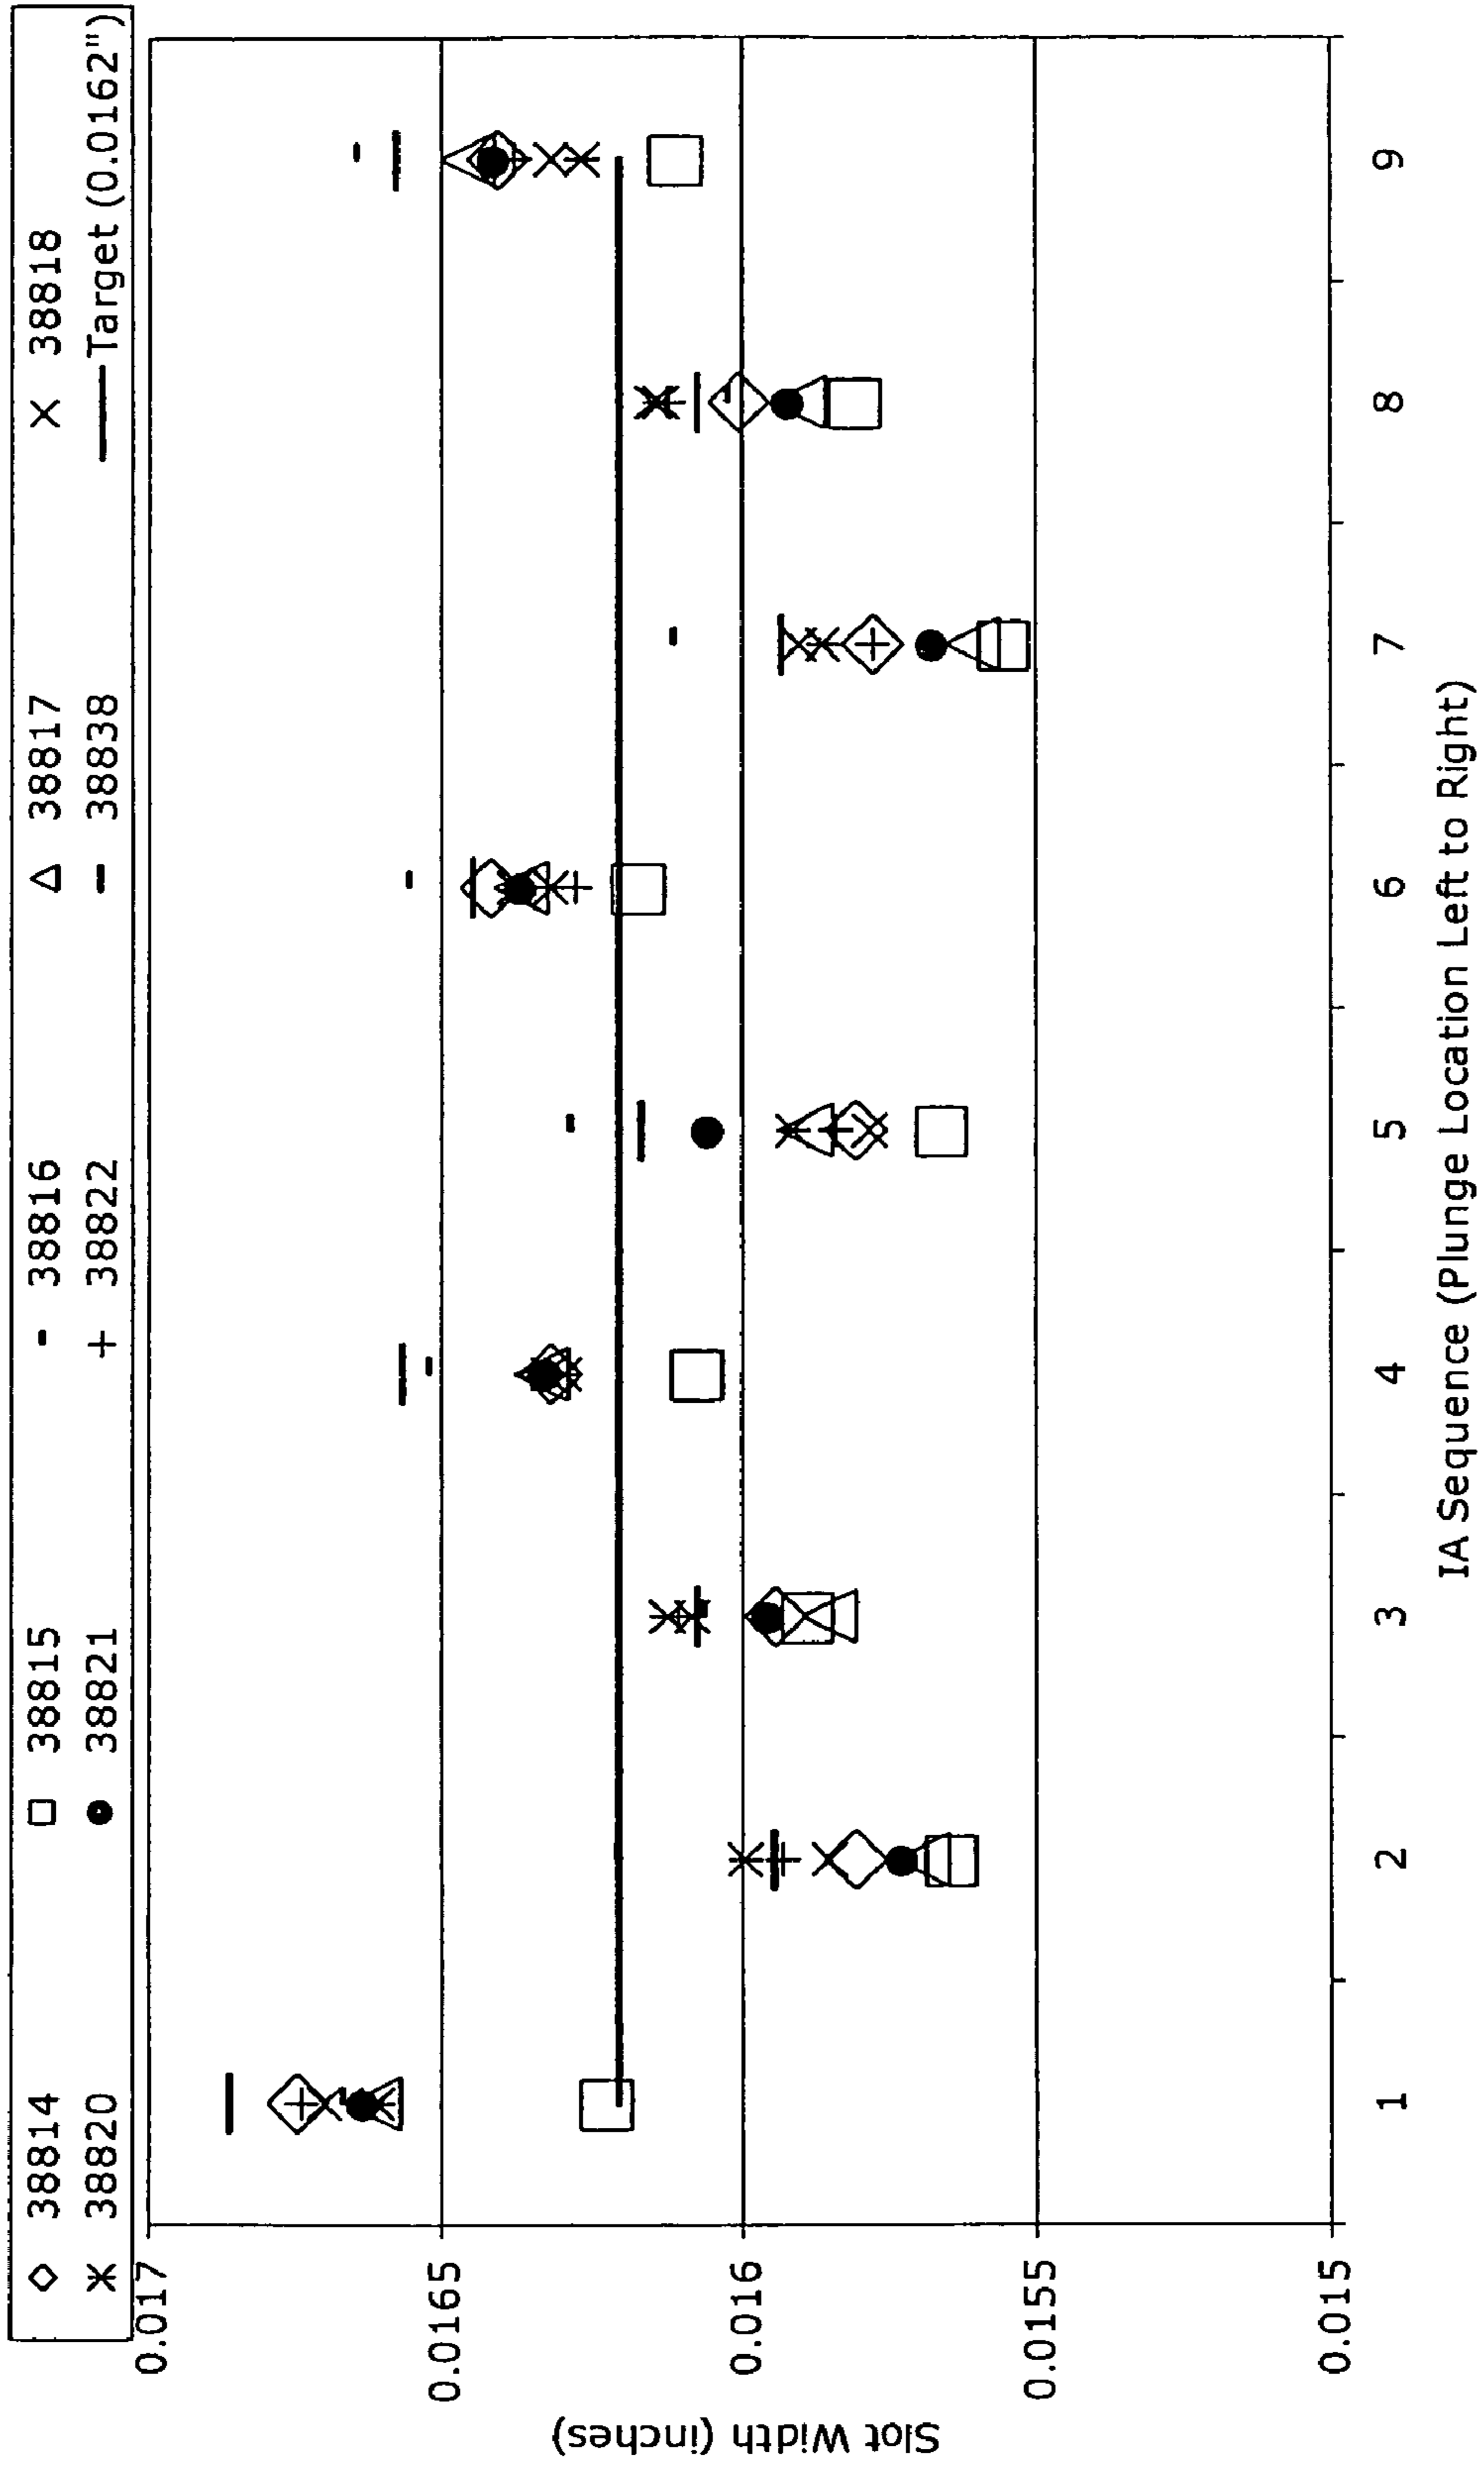 38814 38815 38816 38817 38818
38820 38821 38822 38838 Target (0.0162")
0.017
0.0165
0.016
0.0155
0.015
Slot Width (inches)
1 2 3 4 5 6 7 8 9
IA Sequence (Plunge Location Left to Right)